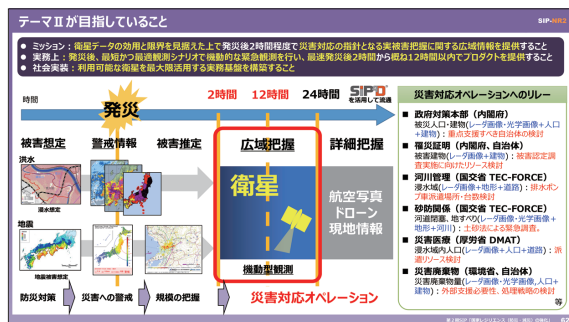 テーマⅡが目指していること
SIP-NR2
● ミッション：衛星データの効用と限界を見据えた上で発災後2時間程度で災害対応の指針となる実被害把握に関する広域情報を提供すること
● 実務上：発災後、最短かつ最適観測シナリオで機動的な緊急観測を行い、最速発災後2時間から概ね12時間以内でプロダクトを提供すること
● 社会実装：利用可能な衛星を最大限活用する実務基盤を構築すること
時間
発災
2時間
12時間
24時間
SIP4D
を活用して流通
被害想定
警戒情報
被害推定
広域把握
詳細把握
洪水
浸水想定
地震
地震被害想定
衛星
機動型観測
航空写真
ドローン
現地情報
防災対策
災害への警戒
規模の把握
災害対応オペレーション
災害対応オペレーションへのリレー
■ 政府対策本部（内閣府）
被災人口・建物(レーダ画像・光学画像+人口
+建物)：重点支援すべき自治体の検討
■ 罹災証明（内閣府、自治体）
被害建物(レーダ画像+建物)：被害認定調
査実施に向けたリソース検討
■ 河川管理（国交省 TEC-FORCE）
浸水域(レーダ画像+地形+道路)：排水ポン
プ車派遣場所・台数検討
■ 砂防関係（国交省 TEC-FORCE）
河道閉塞、地すべり(レーダ画像・光学画像+
地形+河川)：土砂法による緊急調査。
■ 災害医療（厚労省 DMAT）
浸水域内人口(レーダ画像+人口+道路)：派
遣リソース検討
■ 災害廃棄物（環境省、自治体）
災害廃棄物量(レーダ画像・光学画像,人口+
建物)：外部支援必要性、処理戦略の検討
等